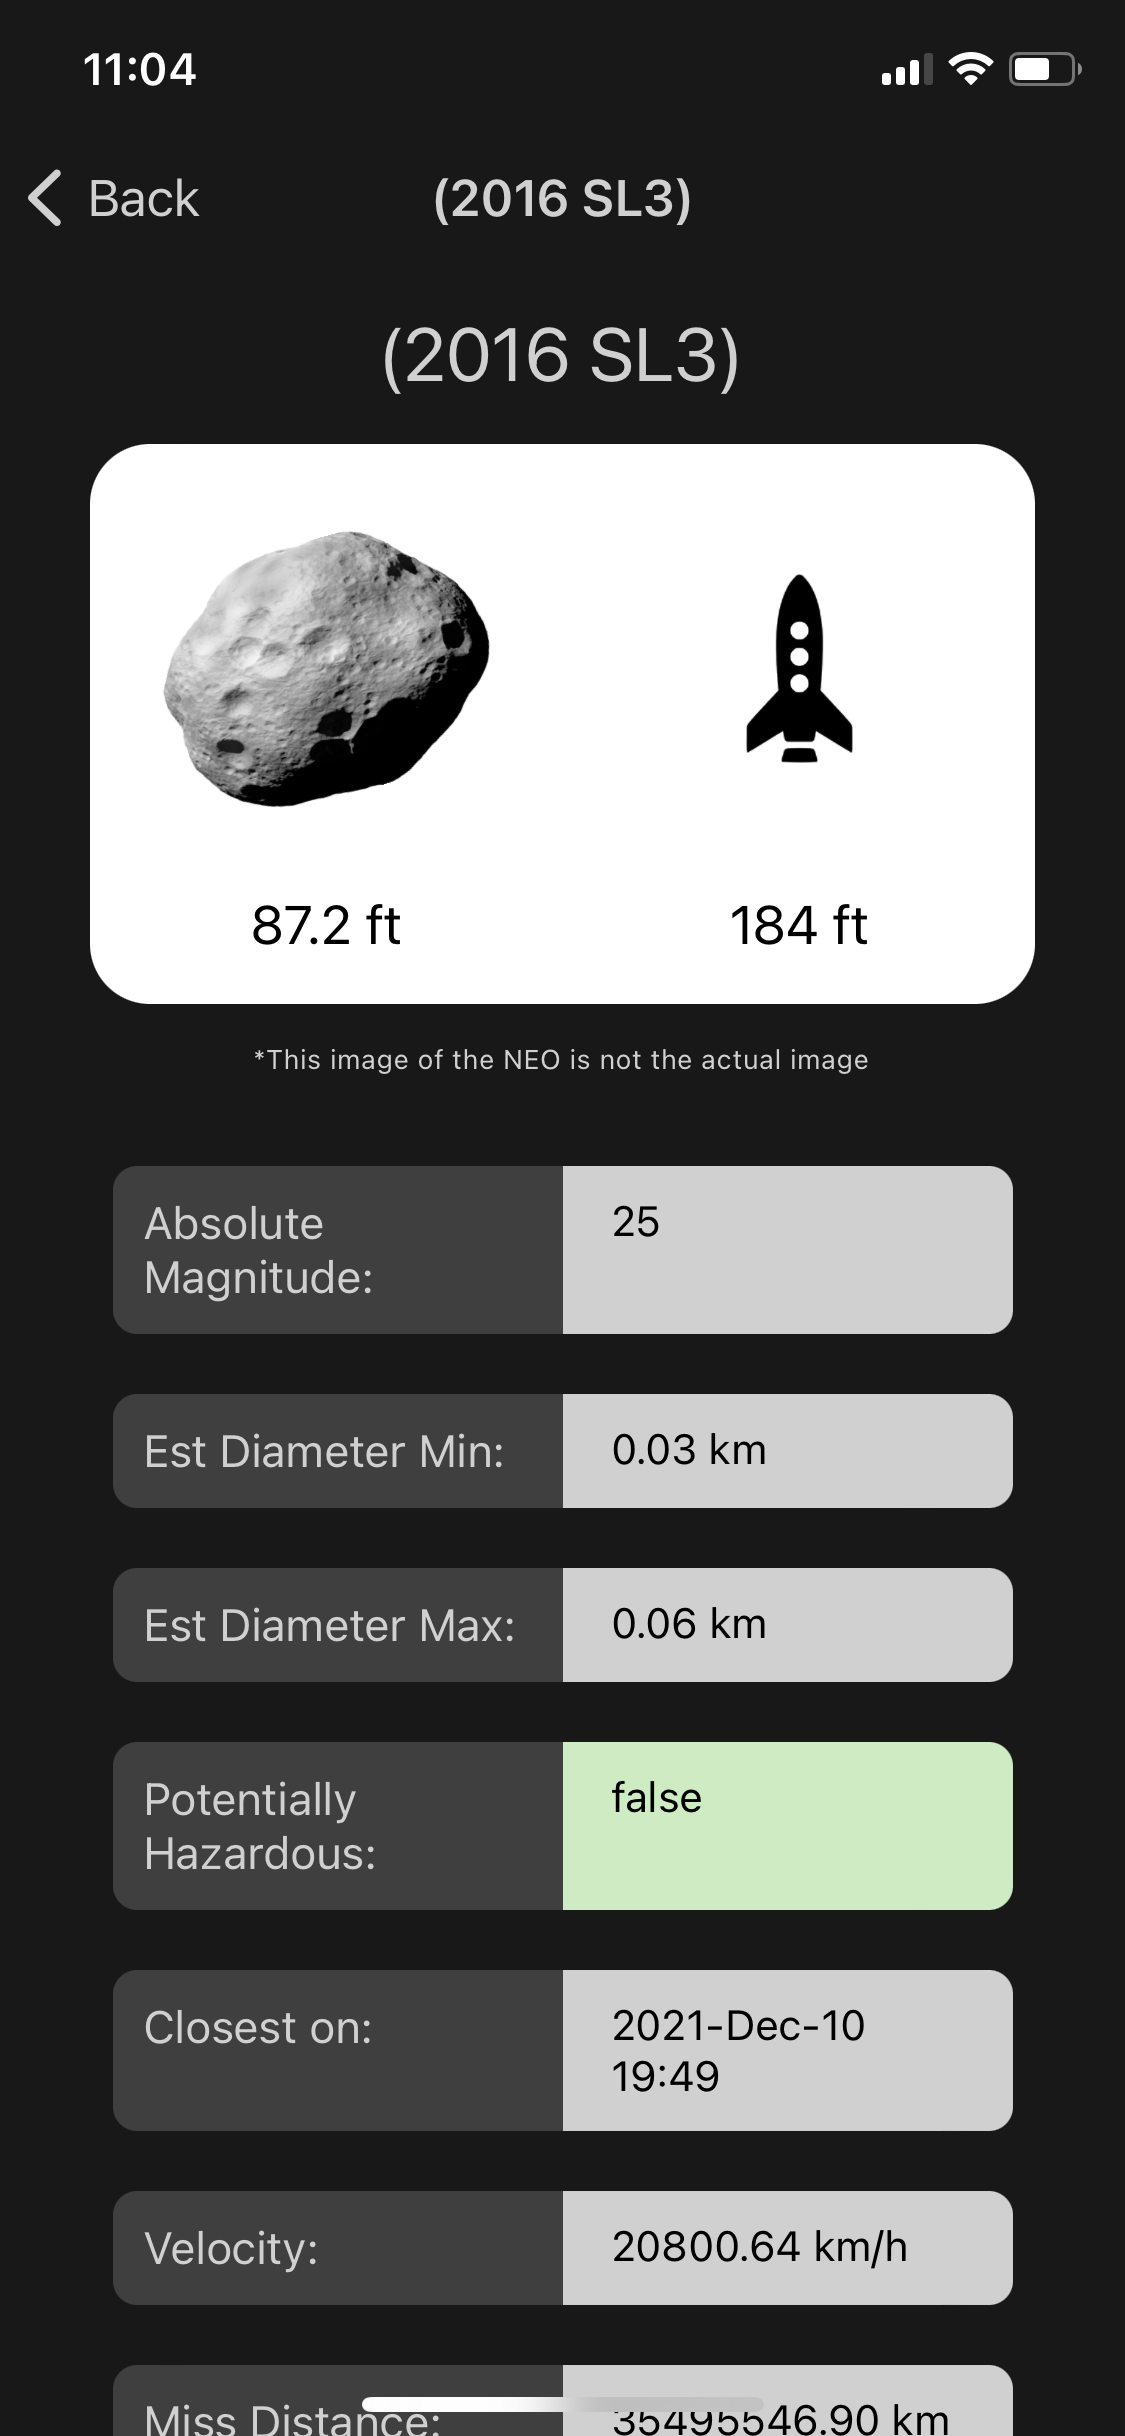 11:04
Back
(2016 SL3)
(2016 SL3)
87.2 ft
184 ft
*This image of the NEO is not the actual image
Absolute
Magnitude:
25
Est Diameter Min:
0.03 km
Est Diameter Max:
0.06 km
Potentially
Hazardous:
false
Closest on:
2021-Dec-10
19:49
Velocity:
20800.64 km/h
Miss Distance:
35495546.90 km